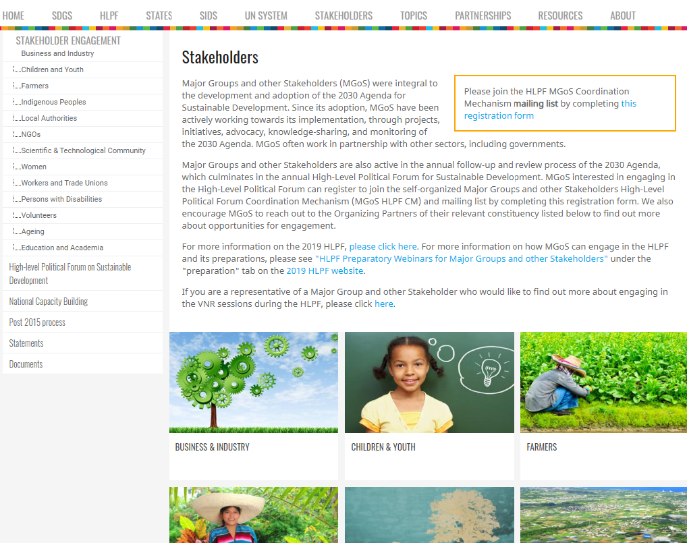 HOME SDGS HLPF STATES SIDS UN SYSTEM STAKEHOLDERS TOPICS PARTNERSHIPS RESOURCES ABOUT
STAKEHOLDER ENGAGEMENT
Business and Industry
Children and Youth
Farmers
Indigenous Peoples
Local Authorities
NGOs
Scientific & Technological Community
Women
Workers and Trade Unions
Persons with Disabilities
Volunteers
Ageing
Education and Academia
High-level Political Forum on Sustainable
Development
National Capacity Building
Post 2015 process
Statements
Documents
Stakeholders
Please join the HLPF MGoS Coordination
Mechanism mailing list by completing this
registration form
Major Groups and other Stakeholders (MGoS) were integral to
the development and adoption of the 2030 Agenda for
Sustainable Development. Since its adoption, MGoS have been
actively working towards its implementation, through projects,
initiatives, advocacy, knowledge-sharing, and monitoring of
the 2030 Agenda. MGoS often work in partnership with other sectors, including governments.
Major Groups and other Stakeholders are also active in the annual follow-up and review process of the 2030 Agenda,
which culminates in the annual High-Level Political Forum for Sustainable Development. MGoS interested in engaging in
the High-Level Political Forum can register to join the self-organized Major Groups and other Stakeholders High-Level
Political Forum Coordination Mechanism (MGoS HLPF CM) and mailing list by completing this registration form. We also
encourage MGoS to reach out to the Organizing Partners of their relevant constituency listed below to find out more
about opportunities for engagement.
For more information on the 2019 HLPF, please click here. For more information on how MGoS can engage in the HLPF
and its preparations, please see "HLPF Preparatory Webinars for Major Groups and other Stakeholders" under the
"preparation" tab on the 2019 HLPF website.
If you are a representative of a Major Group and other Stakeholder who would like to find out more about engaging in
the VNR sessions during the HLPF, please click here.
BUSINESS & INDUSTRY
CHILDREN & YOUTH
FARMERS